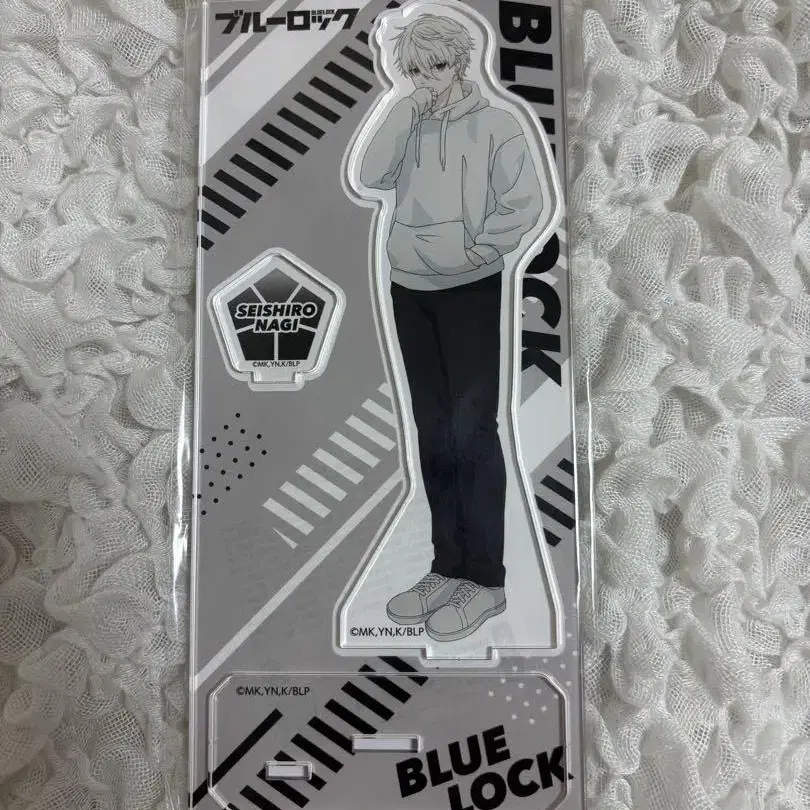 ブルーロック
BLUELOCK
BLUE LOCK
SEISHIRO
NAGI
©MK,YN,K/BLP
©MK,YN,K/BLP
©MK,YN,K/BLP
BLUE
LOCK